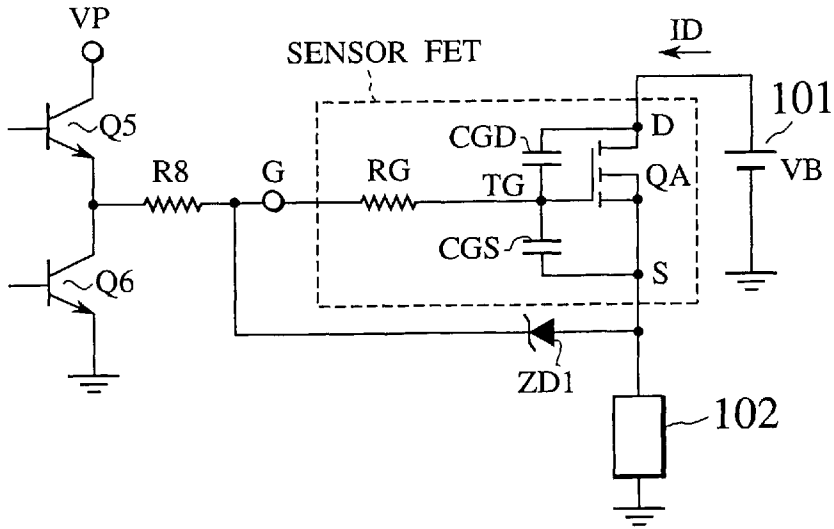 VP
ID
SENSOR FET
101
Q5
CGD
D
R8
G
RG
TG
QA
VB
CGS
S
Q6
ZD1
102